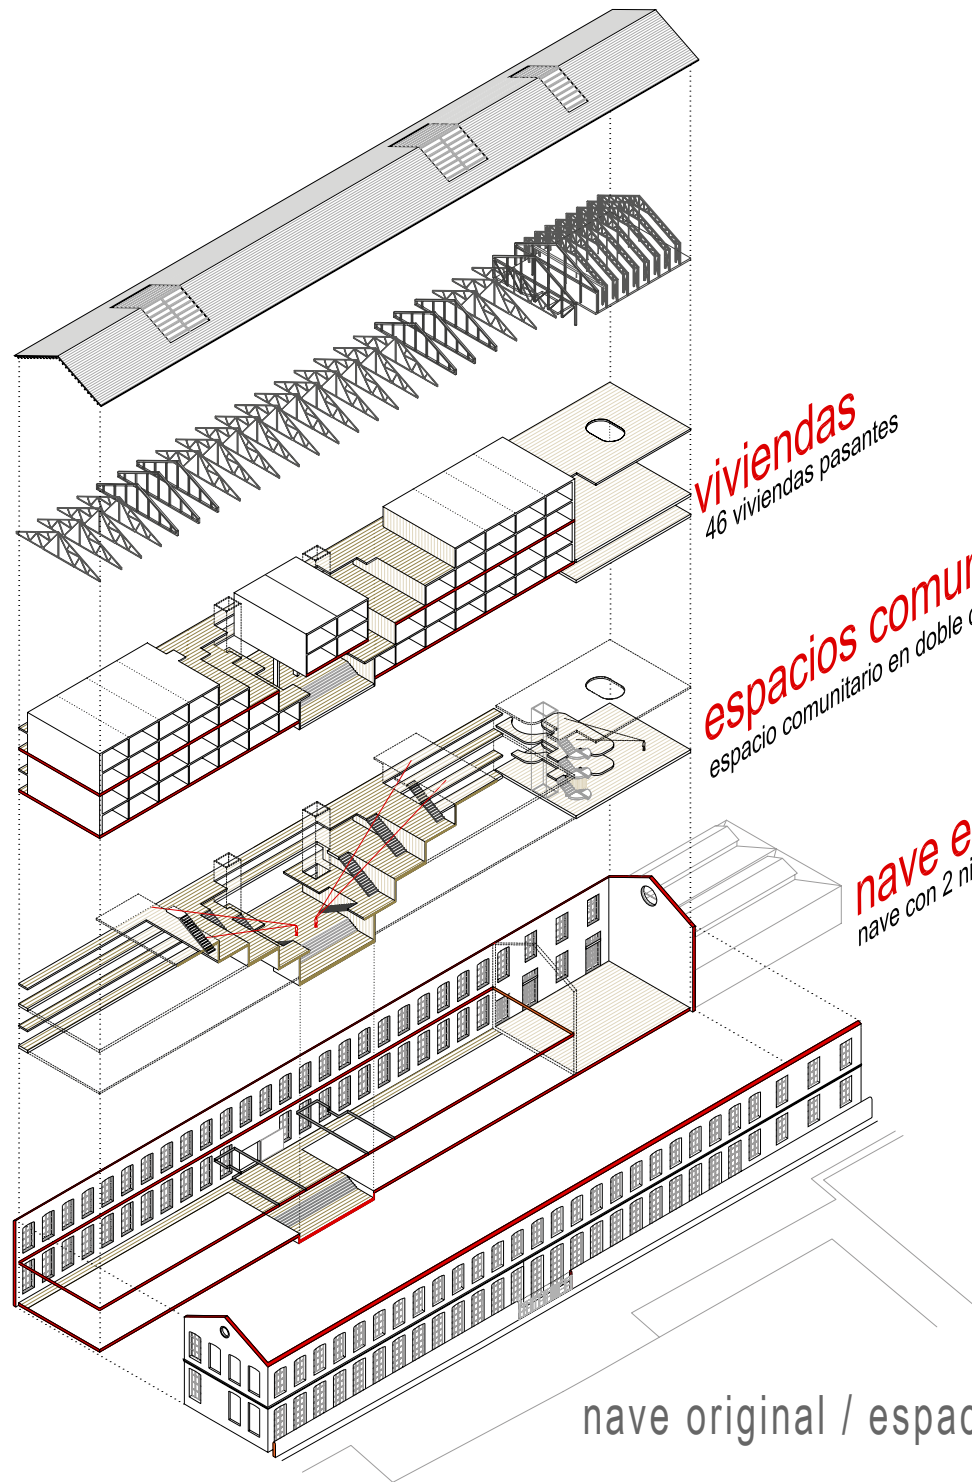 viviendas
46 viviendas pasantes
espacios comun
espacio comunitario en doble
nave e
nave con 2 ni
nave original / espac